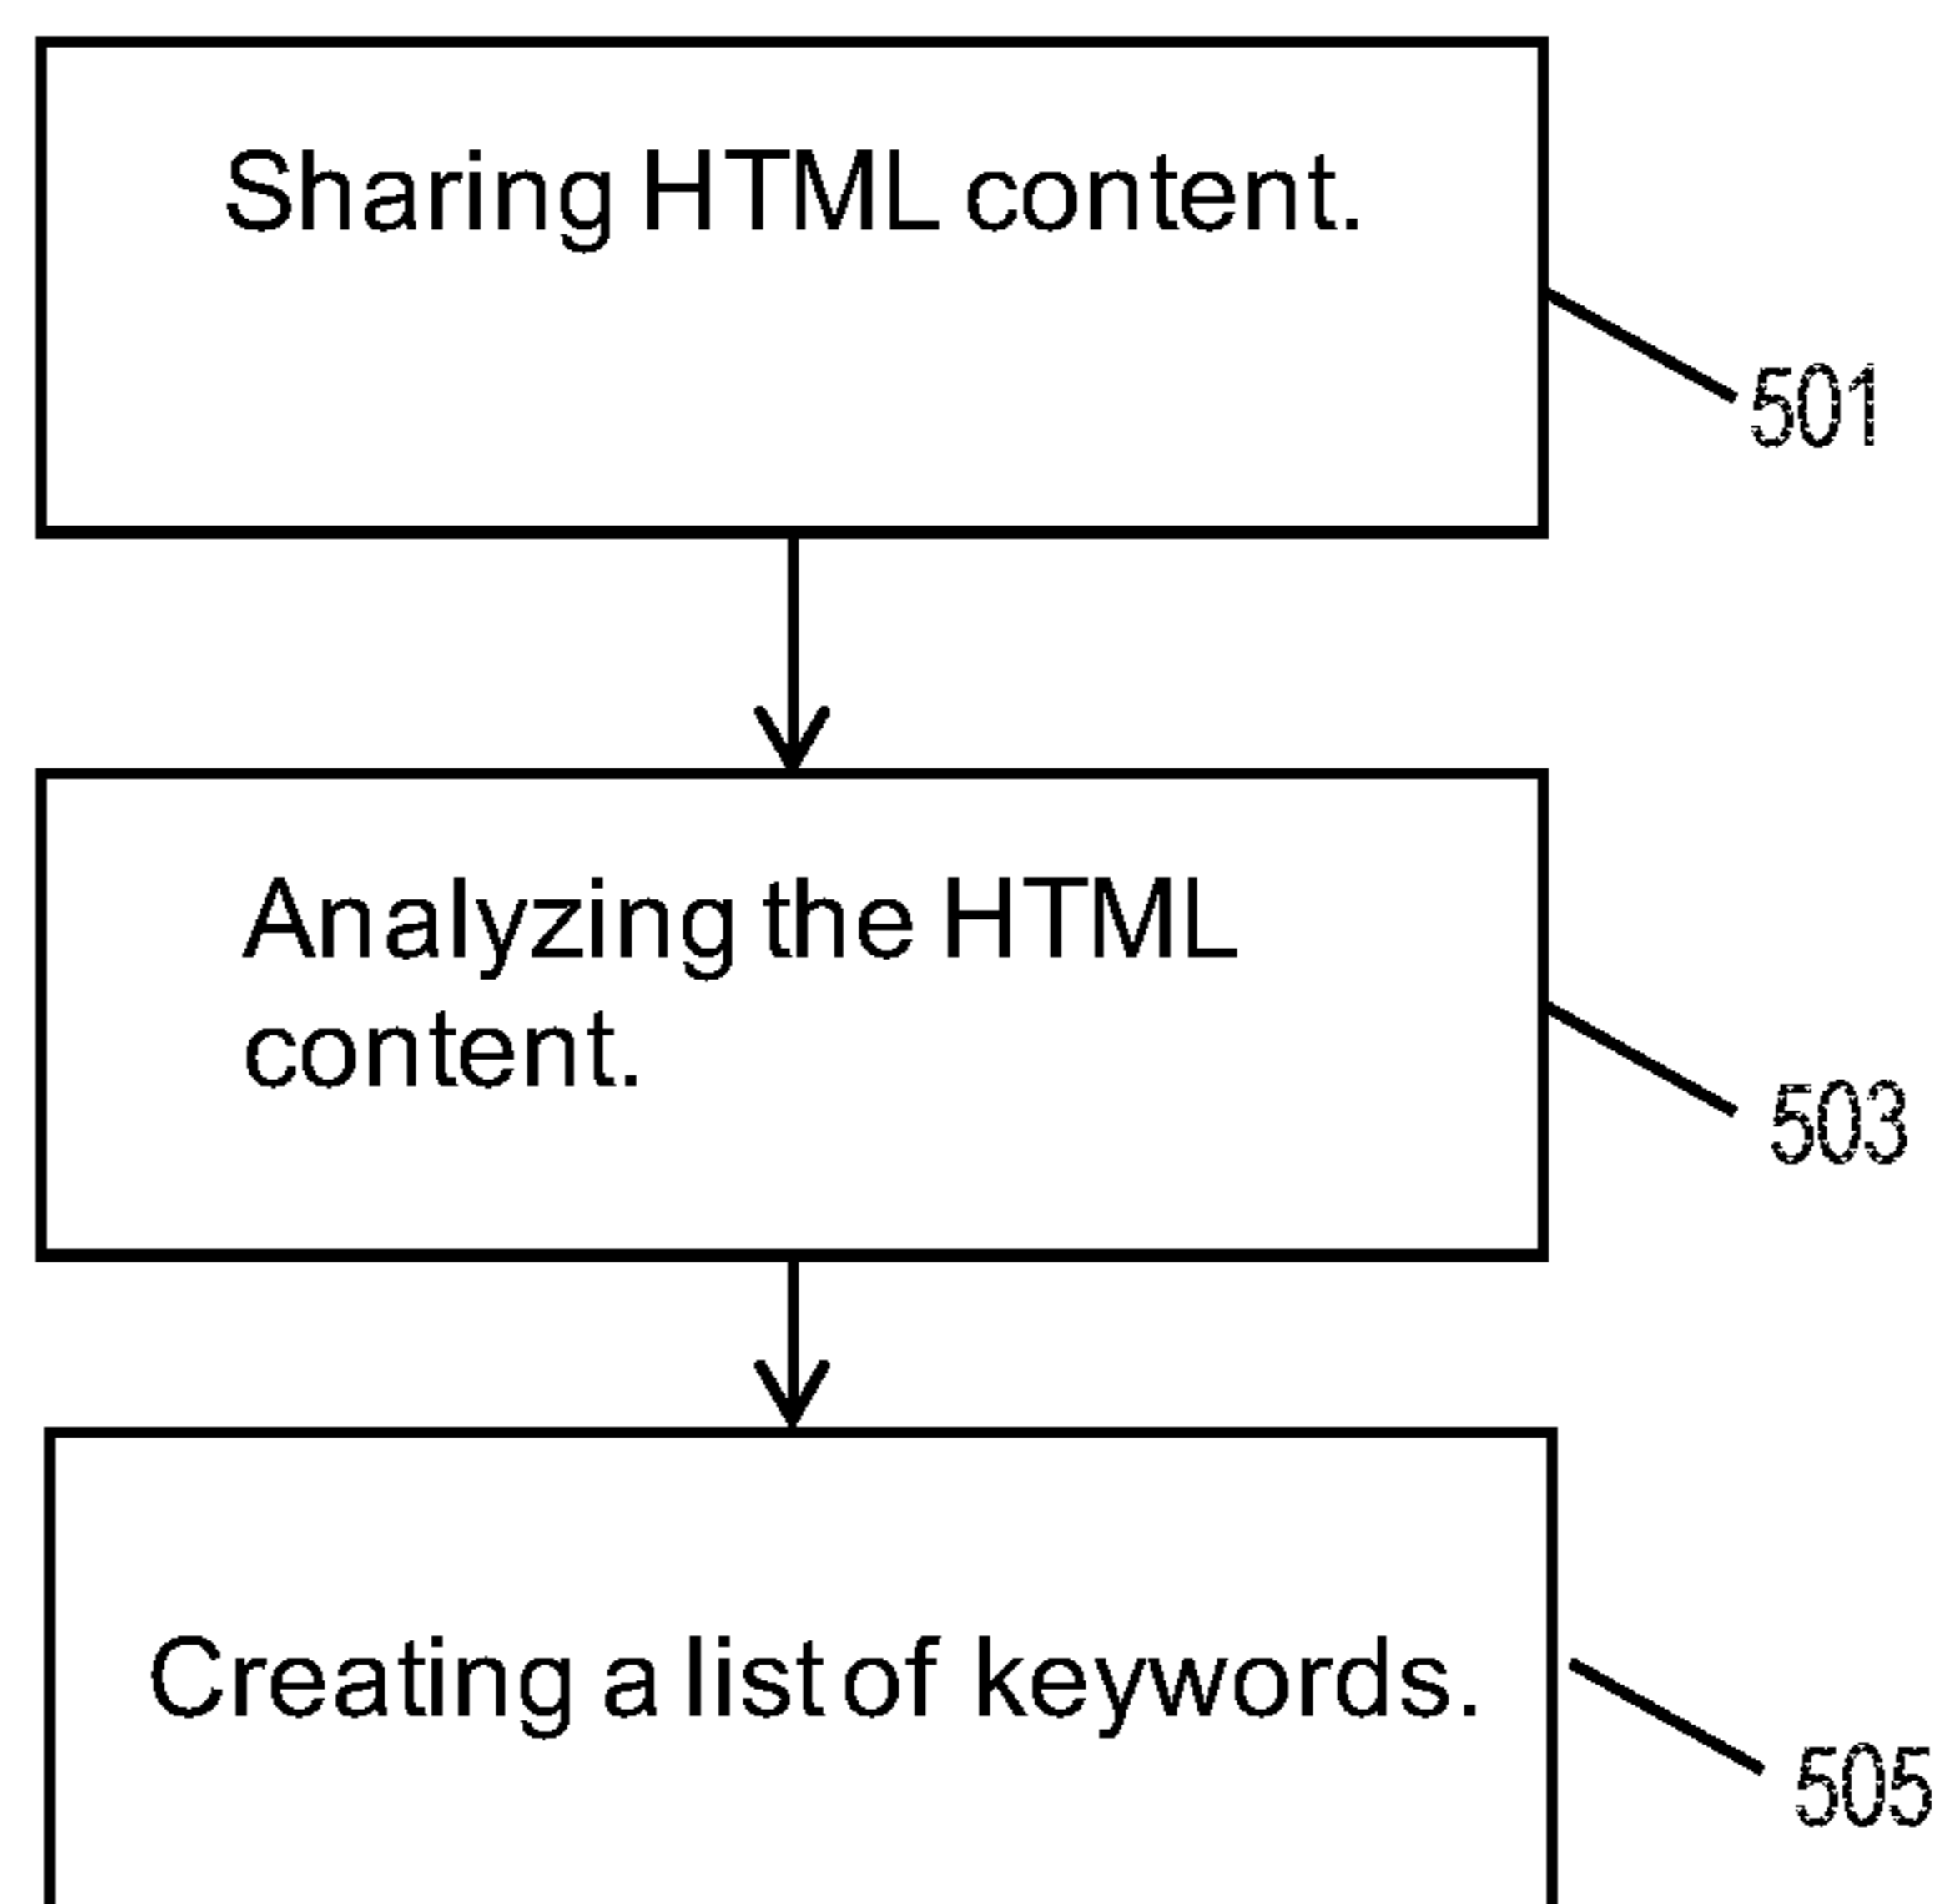 Sharing HTML content.
501
Analyzing the HTML
content.
503
Creating a list of keywords.
505